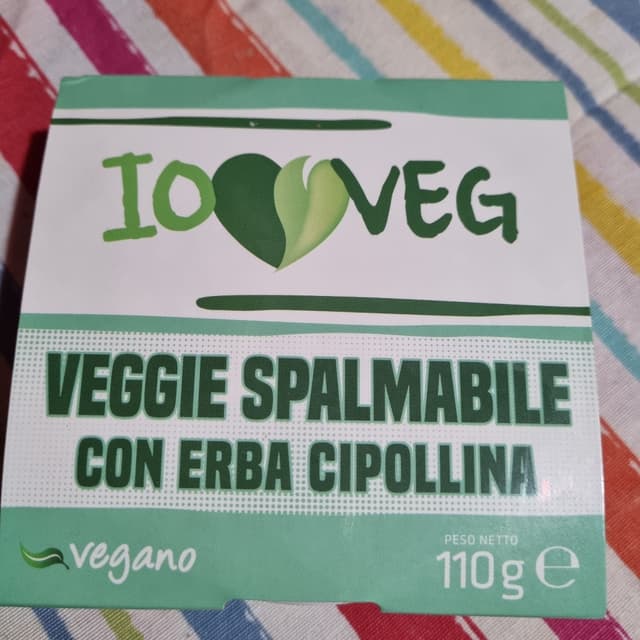 IO VEG
VEGGIE SPALMABILE
CON ERBA CIPOLLINA
vegano
PESO NETTO
110g ℮